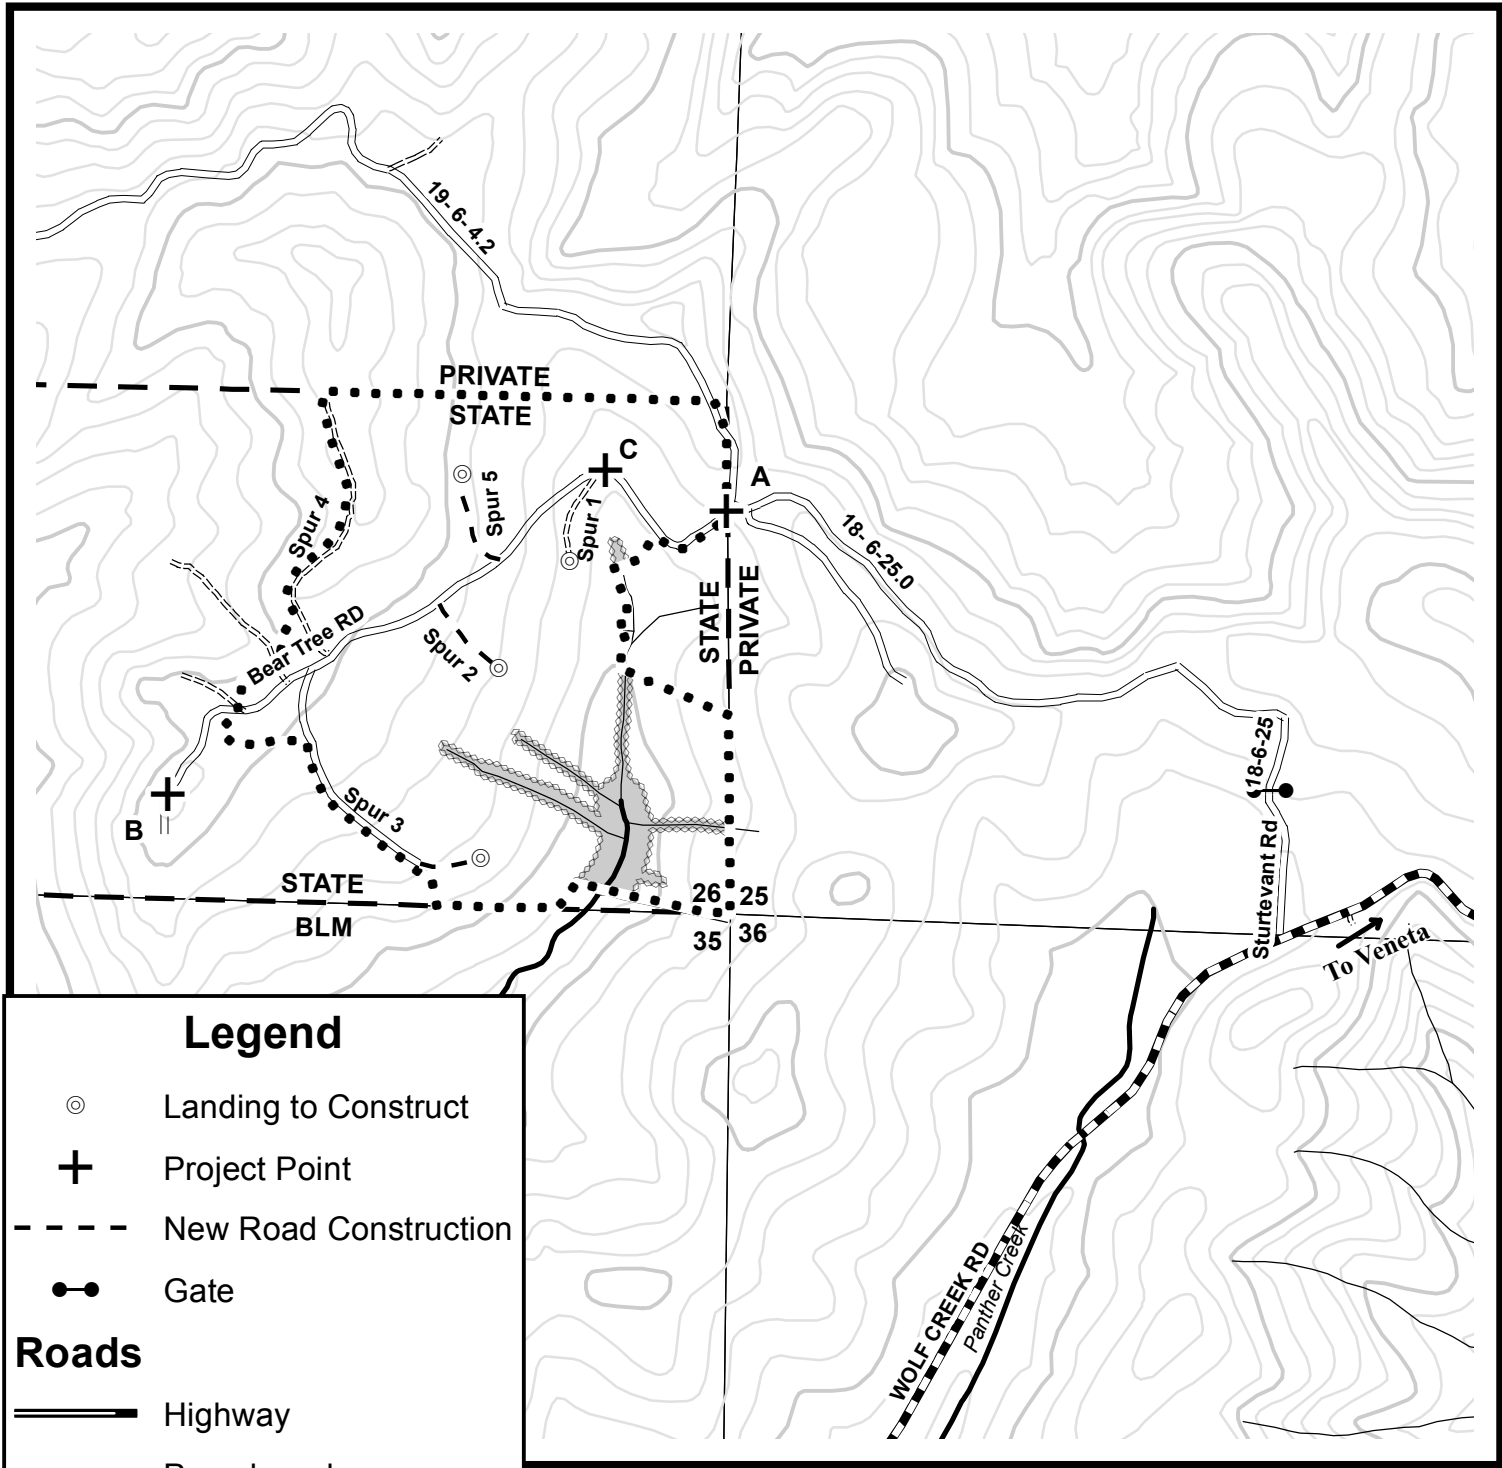 19- 6- 4.2
PRIVATE
STATE
C
A
Spur 5
Spur 1
Spur 4
18- 6-25.0
STATE
PRIVATE
Bear Tree RD
Spur 2
18-6-25
Spur 3
B
Sturtevant Rd
STATE
BLM
26 25
35 36
To Veneta
WOLF CREEK RD
Panther Creek
Legend
Landing to Construct
Project Point
New Road Construction
Gate
Roads
Highway